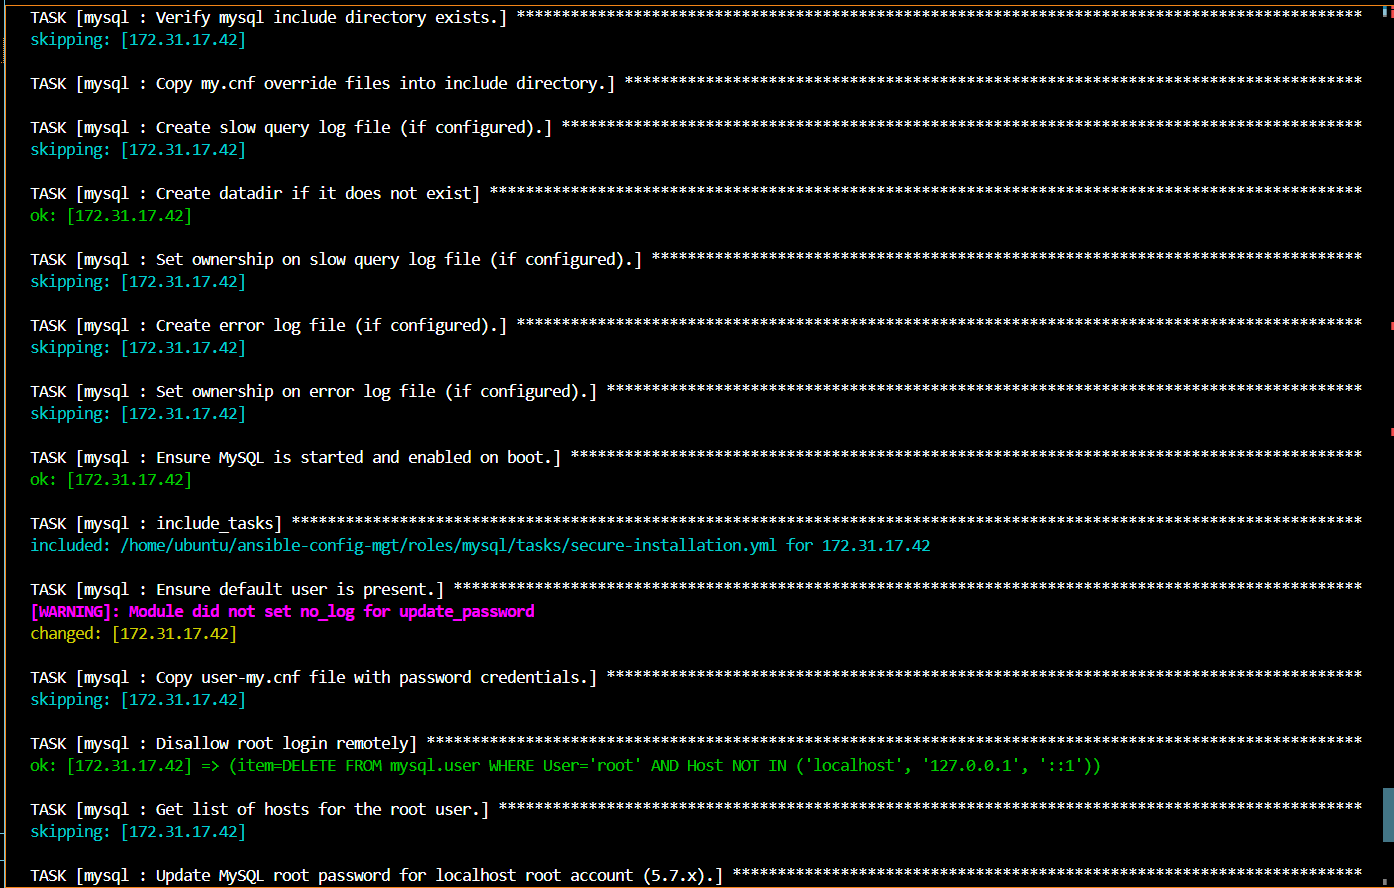 TASK [mysql : Verify mysql include directory exists.] **********************************************************************************************
skipping: [172.31.17.42]
TASK [mysql : Copy my.cnf override files into include directory.] **********************************************************************************
TASK [mysql : Create slow query log file (if configured).] *****************************************************************************************
skipping: [172.31.17.42]
TASK [mysql : Create datadir if it does not exist] *************************************************************************************************
ok: [172.31.17.42]
TASK [mysql : Set ownership on slow query log file (if configured).] *******************************************************************************
skipping: [172.31.17.42]
TASK [mysql : Create error log file (if configured).] **********************************************************************************************
skipping: [172.31.17.42]
TASK [mysql : Set ownership on error log file (if configured).] ************************************************************************************
skipping: [172.31.17.42]
TASK [mysql : Ensure MySQL is started and enabled on boot.] ****************************************************************************************
ok: [172.31.17.42]
TASK [mysql : include_tasks] ***********************************************************************************************************************
included: /home/ubuntu/ansible-config-mgt/roles/mysql/tasks/secure-installation.yml for 172.31.17.42
TASK [mysql : Ensure default user is present.] *****************************************************************************************************
[WARNING]: Module did not set no_log for update_password
changed: [172.31.17.42]
TASK [mysql : Copy user-my.cnf file with password credentials.] ************************************************************************************
skipping: [172.31.17.42]
TASK [mysql : Disallow root login remotely] ********************************************************************************************************
ok: [172.31.17.42] => (item=DELETE FROM mysql.user WHERE User='root' AND Host NOT IN ('localhost', '127.0.0.1', '::1'))
TASK [mysql : Get list of hosts for the root user.] ************************************************************************************************
skipping: [172.31.17.42]
TASK [mysql : Update MySQL root password for localhost root account (5.7.x).] **********************************************************************